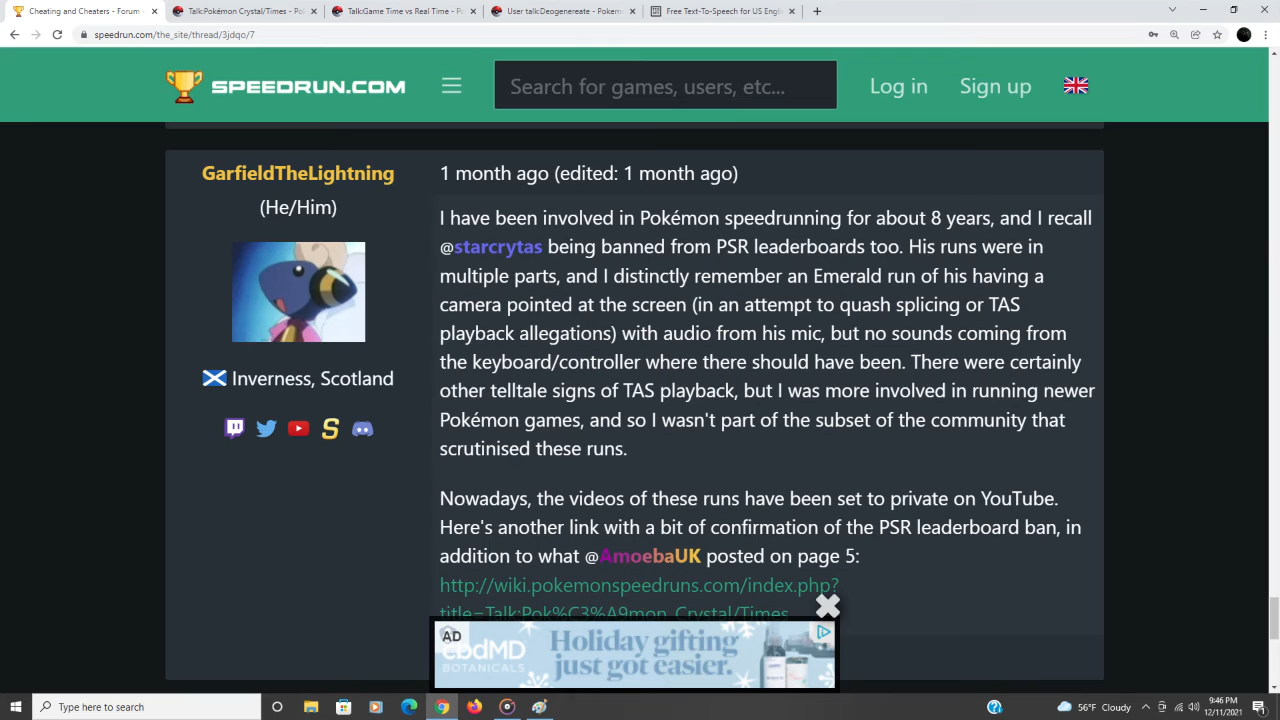 Cheating and Cheaters - Forum -
Talk:Pokémon Crystal/Times - Pok
Talk:Game Time vs Real Time - Pok
User talk:Deogenereate - Pokemo
Free Text-To-Speech for US Engli
speedrun.com/the_site/thread/3jdqo/7
SPEEDRUN.COM
Search for games, users, etc...
Log in
Sign up
GarfieldTheLightning
(He/Him)
Inverness, Scotland
1 month ago (edited: 1 month ago)
I have been involved in Pokémon speedrunning for about 8 years, and I recall
@starcrytas being banned from PSR leaderboards too. His runs were in
multiple parts, and I distinctly remember an Emerald run of his having a
camera pointed at the screen (in an attempt to quash splicing or TAS
playback allegations) with audio from his mic, but no sounds coming from
the keyboard/controller where there should have been. There were certainly
other telltale signs of TAS playback, but I was more involved in running newer
Pokémon games, and so I wasn't part of the subset of the community that
scrutinised these runs.
Nowadays, the videos of these runs have been set to private on YouTube.
Here's another link with a bit of confirmation of the PSR leaderboard ban, in
addition to what @AmoebaUK posted on page 5:
http://wiki.pokemonspeedruns.com/index.php?
title=Talk:Pok%C3%A9mon_Crystal/Times
AD
cbdMD
BOTANICALS
Holiday gifting
just got easier.
Type here to search
56°F Cloudy
9:46 PM
12/11/2021